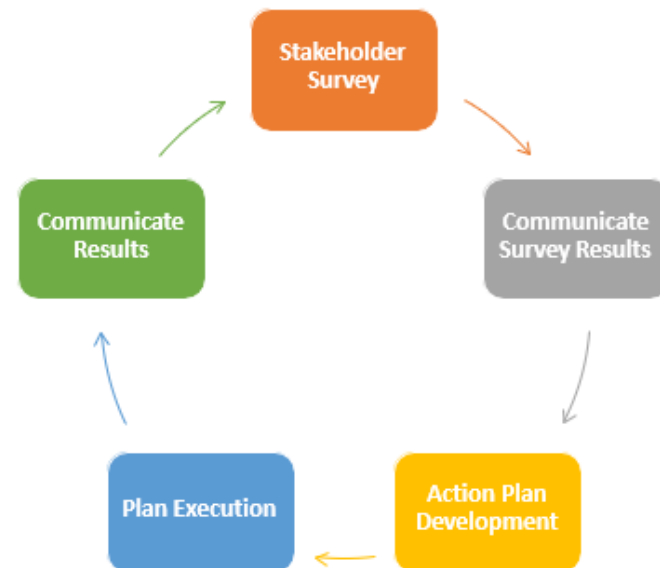 Stakeholder
Survey
Communicate
Survey Results
Action Plan
Development
Plan Execution
Communicate
Results